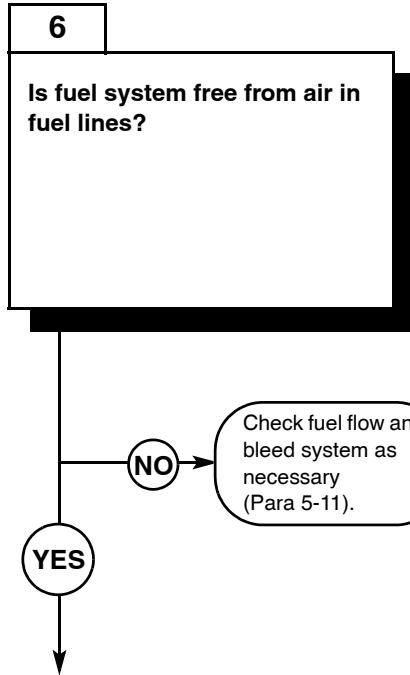 6
Is fuel system free from air in
fuel lines?
Check fuel flow an
bleed system as
necessary
(Para 5-11).
NO
YES